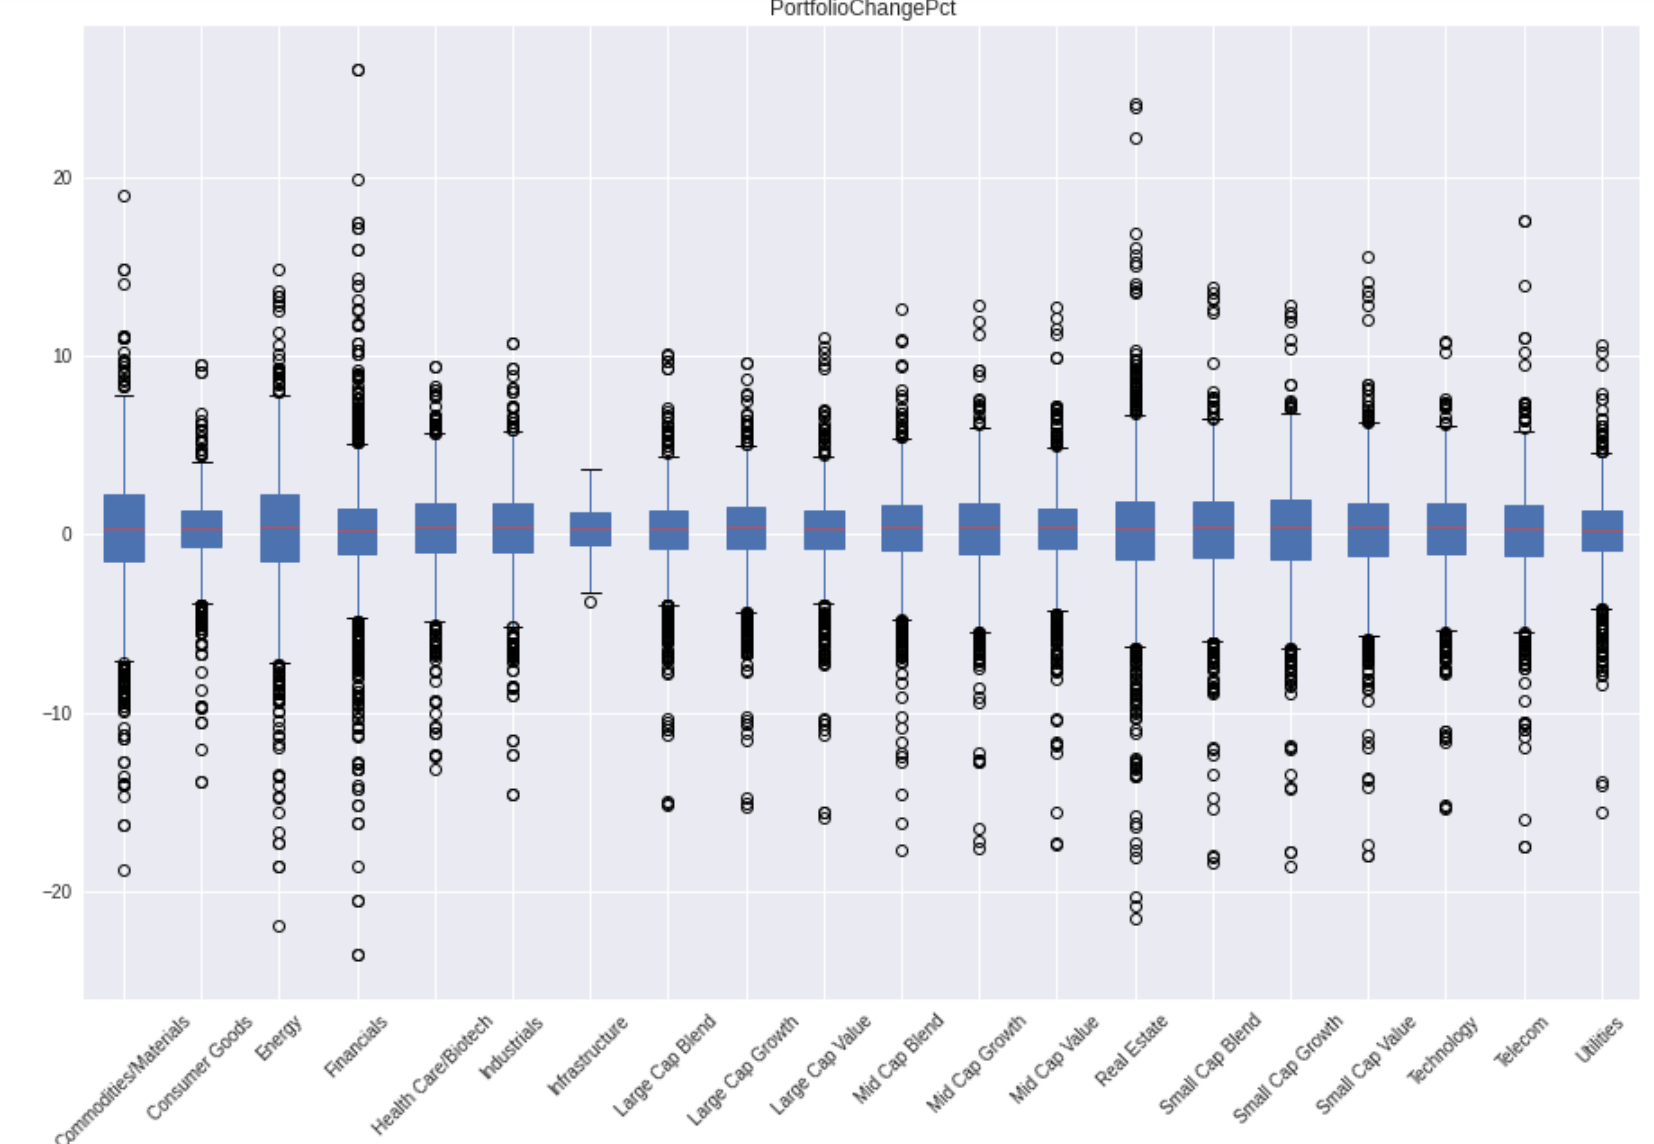 PortfolioChangePct
20
10
0
−10
−20
Commodities/Materials
Consumer Goods
Energy
Financials
Health Care/Biotech
Industrials
Infrastructure
Large Cap Blend
Large Cap Growth
Large Cap Value
Mid Cap Blend
Mid Cap Growth
Mid Cap Value
Real Estate
Small Cap Blend
Small Cap Growth
Small Cap Value
Technology
Telecom
Utilities